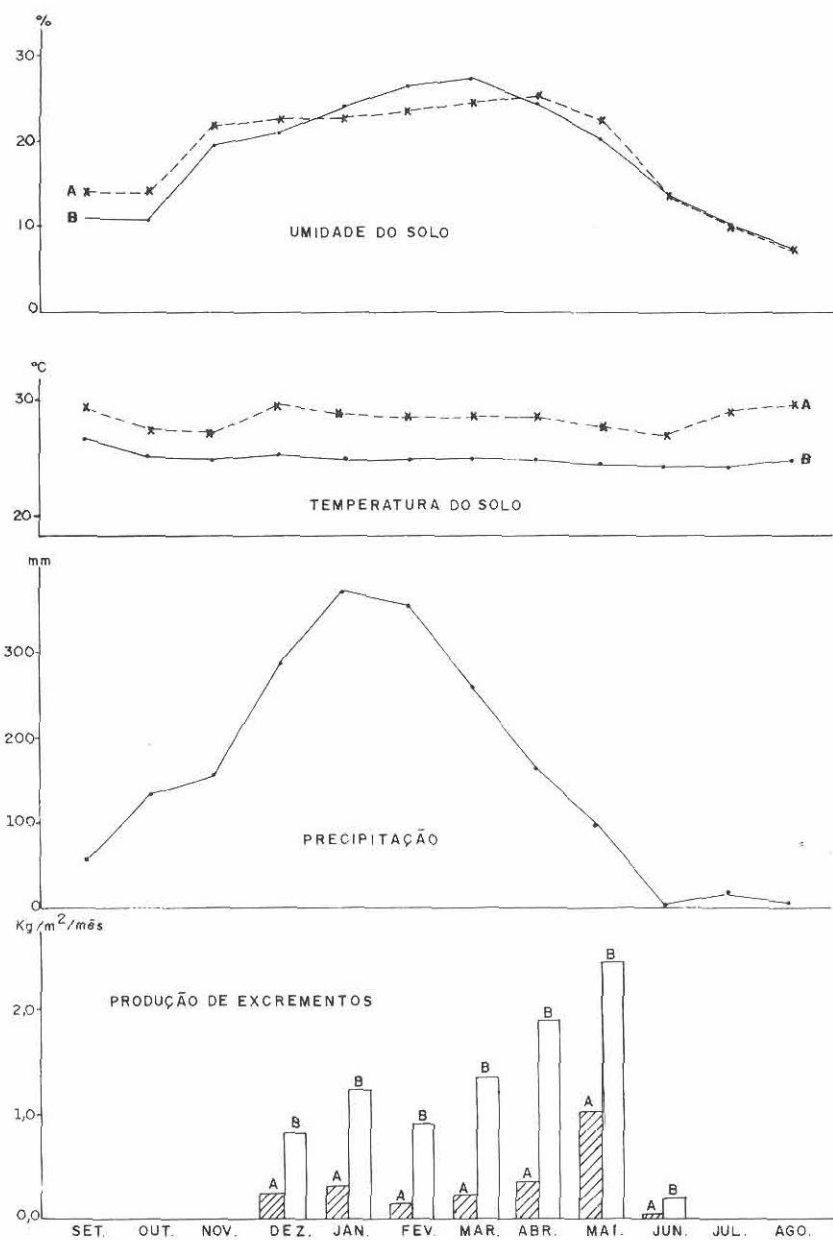 %
30
20
A
B
10
UMIDADE DO SOLO
0
°C
30
A
B
20
TEMPERATURA DO SOLO
mm
300
200
100
PRECIPITAÇÃO
0
Kg/m²/mês
PRODUÇÃO DE EXCREMENTOS
2,0
1,0
0,0
A B A B A B A B A B A B A B
SET. OUT. NOV. DEZ. JAN. FEV. MAR. ABR. MAI. JUN. JUL. AGO.